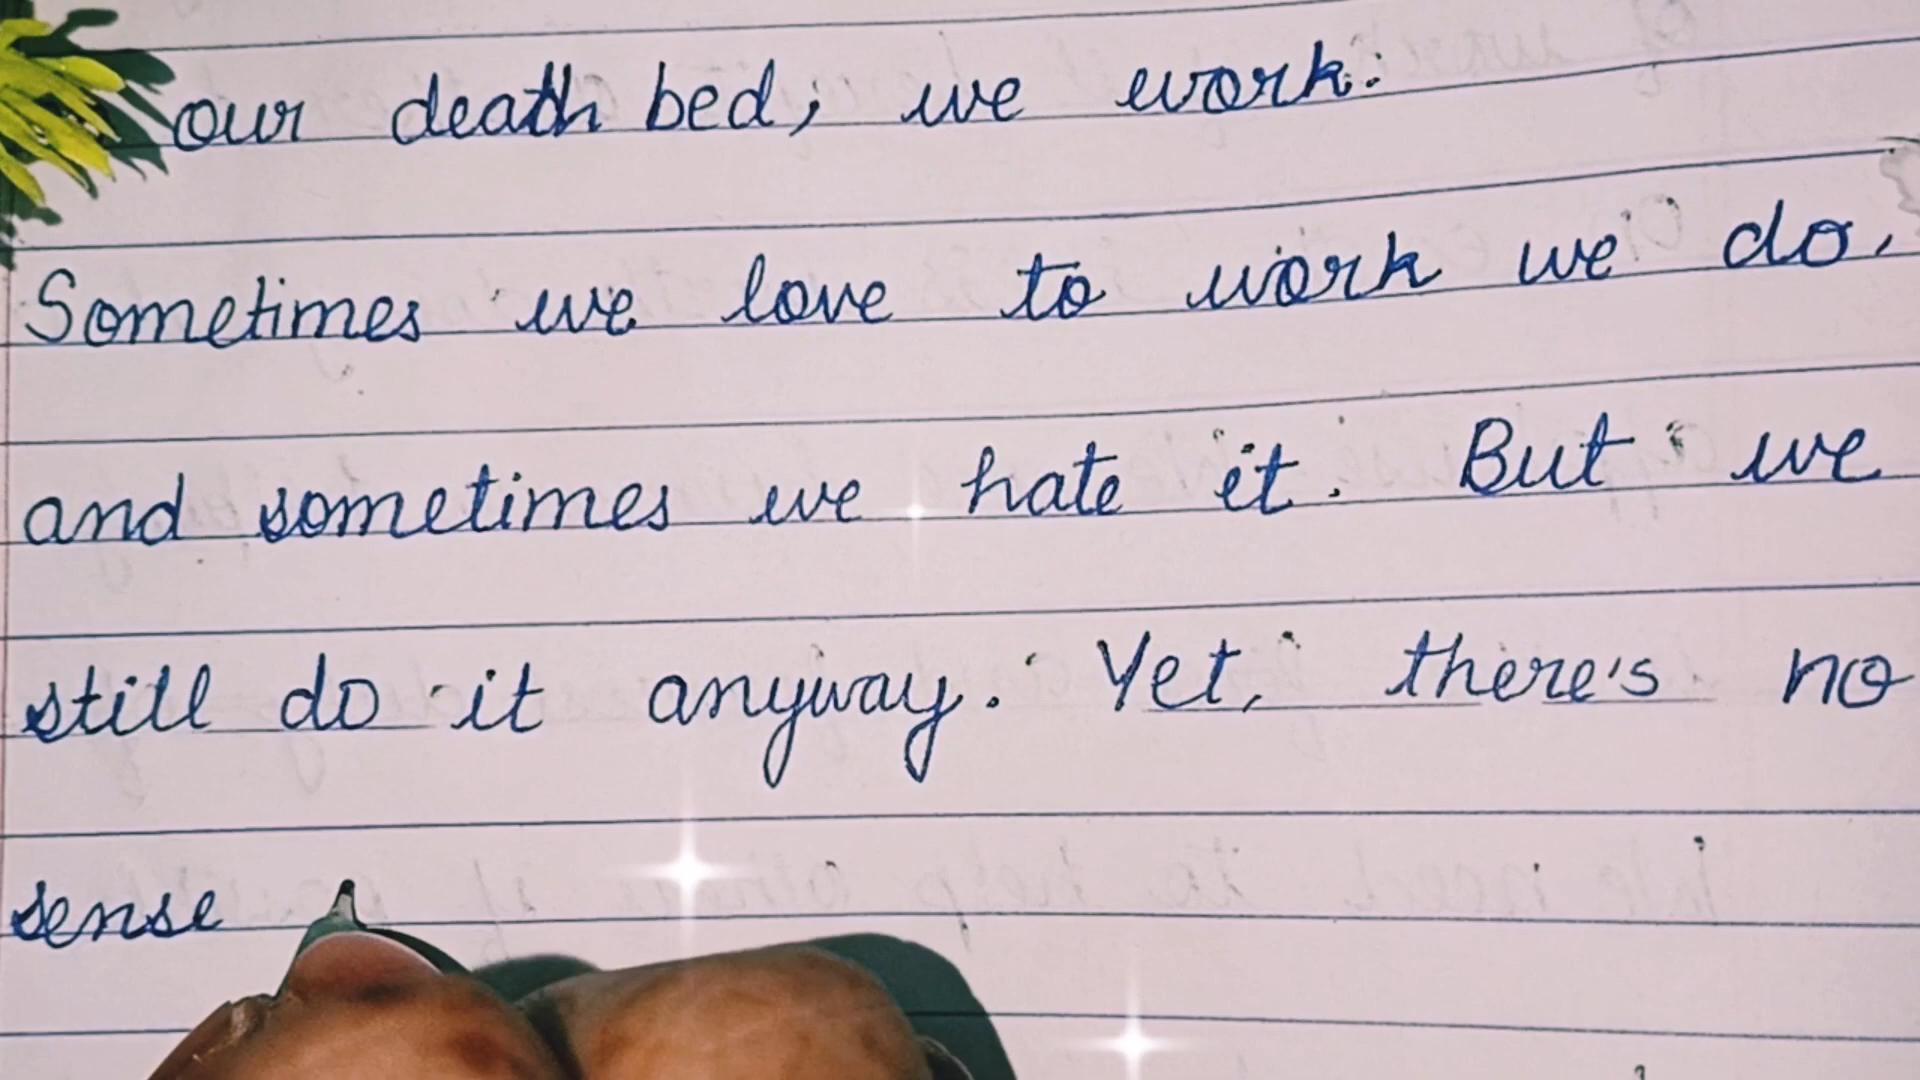 our death bed, we work.
Sometimes we love to work we do,
and sometimes we hate it. But we
still do it anyway. Yet, there's no
sense